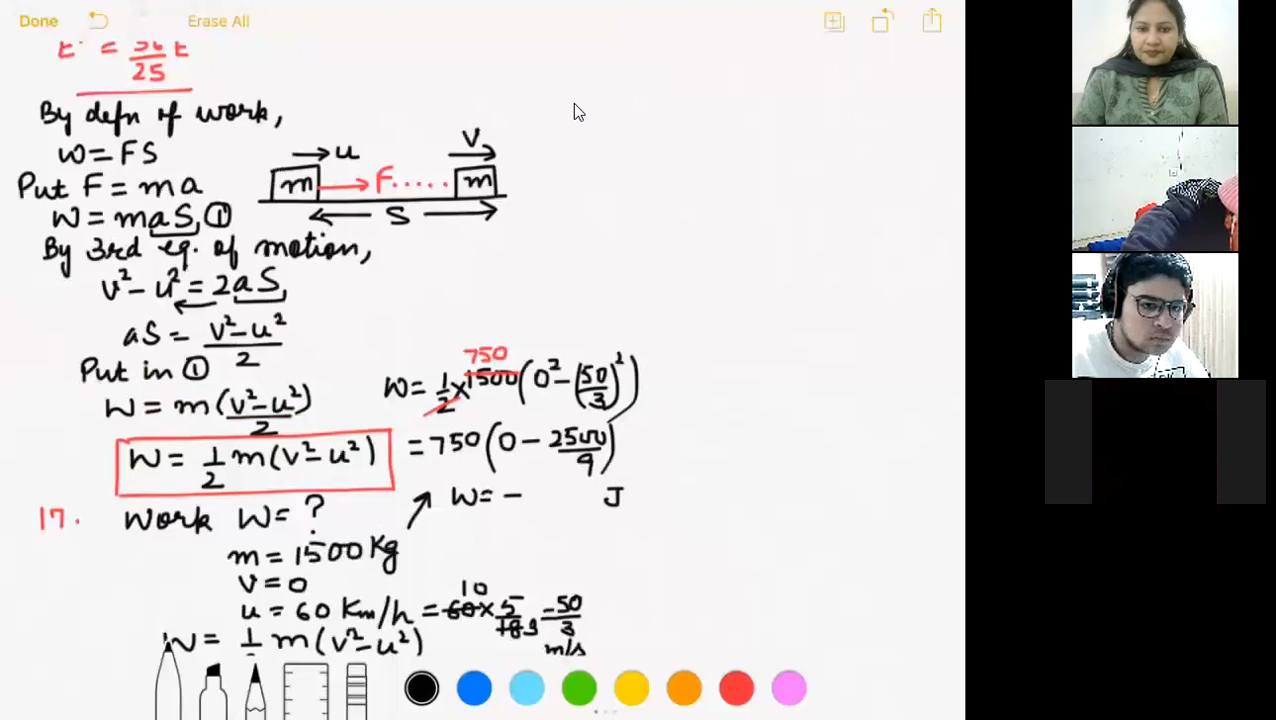 Done Erase All
t' = 36/25 t
By defn of work,
W = FS
Put F = ma
W = maS, ①
By 3rd eq. of motion,
v² – u² = 2aS,
aS = (v² – u²)/2
Put in ①
W = m(v² – u²)/2
W = 1/2 m(v² – u²)
u
v
m F...... m
S
W = 1/2 × 1500 (0² – (50/3)²)
750
= 750 (0 – 2500/9)
W = – J
17. Work W = ?
m = 1500 Kg
v = 0
u = 60 Km/h = 60 × 5/18 = 50/3
10
3
m/s
W = 1/2 m(v² – u²)